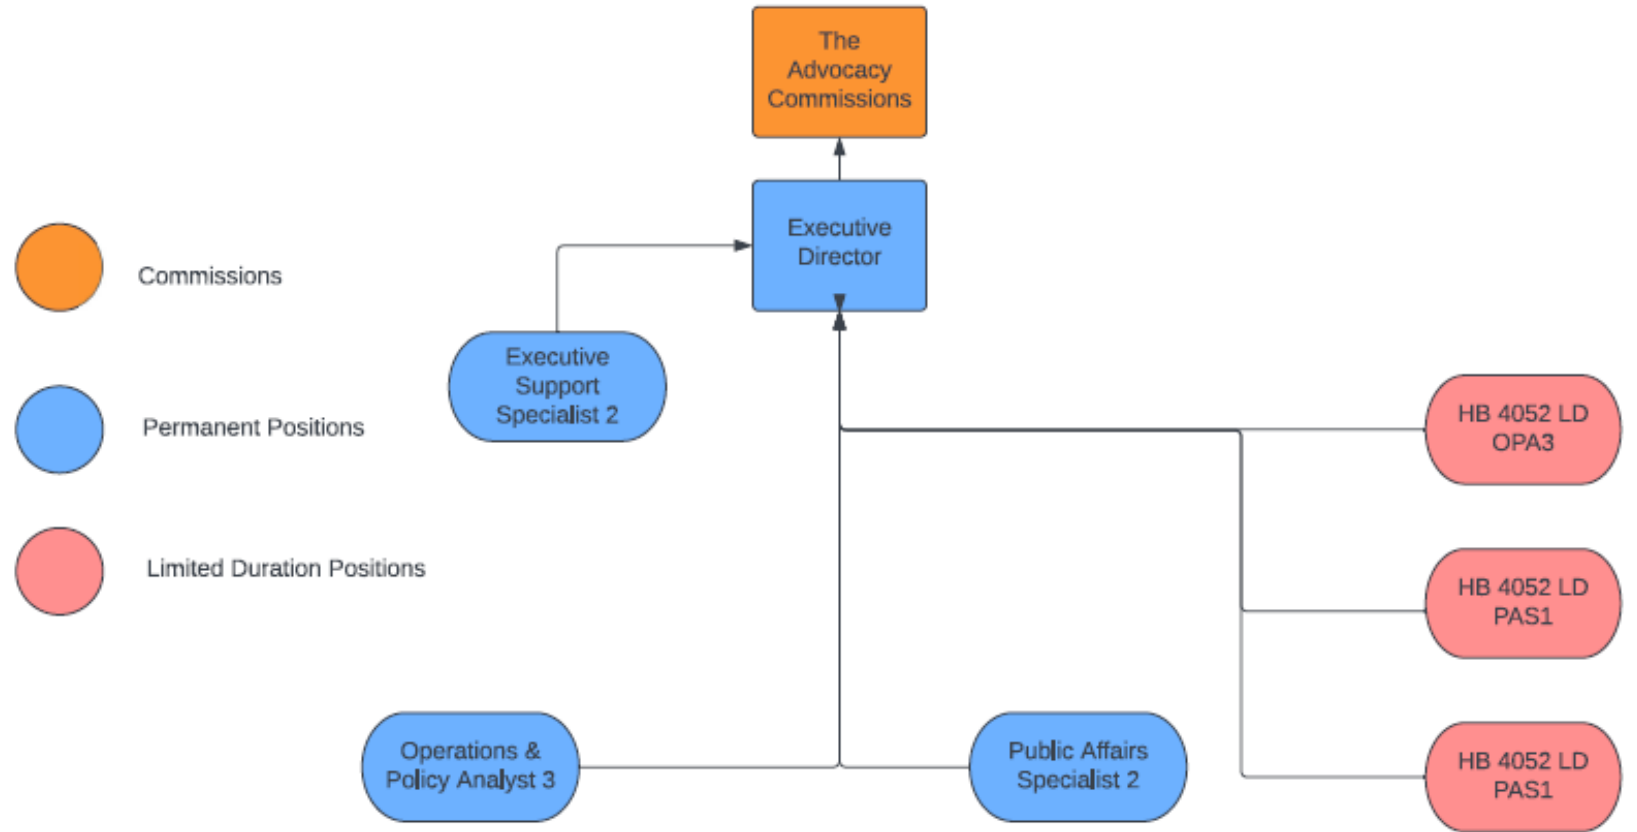 The
Advocacy
Commissions
Executive
Director
Commissions
Executive
Support
Specialist 2
Permanent Positions
HB 4052 LD
OPA3
Limited Duration Positions
HB 4052 LD
PAS1
Operations &
Policy Analyst 3
Public Affairs
Specialist 2
HB 4052 LD
PAS1